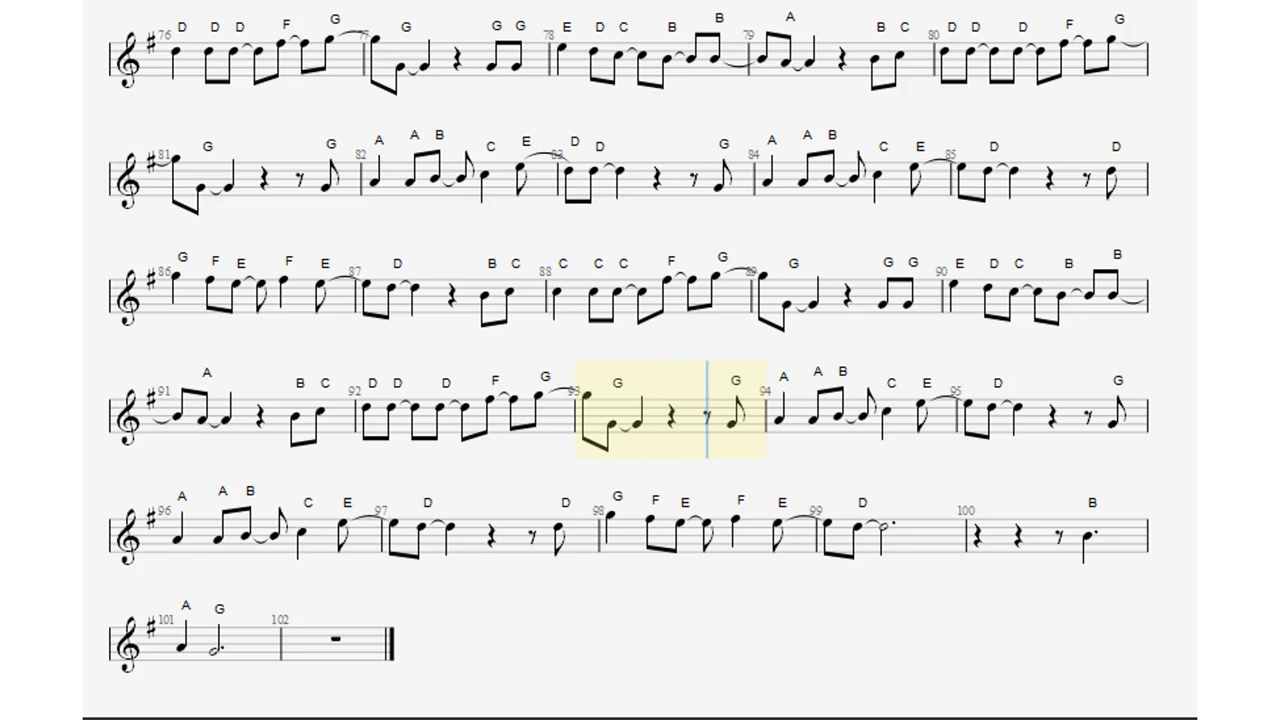 D D D F G G G G E D C B B A B C D D D F G
76 77 78 79 80
G G A A B C E D D G A A B C E D D
81 82 83 84 85
G F E F E D B C C C C F G G G G E D C B B
86 87 88 89 90
A B C D D D F G G G A A B C E D G
91 92 93 94 95
A A B C E D D G F E F E D B
96 97 98 99 100
A G
101 102